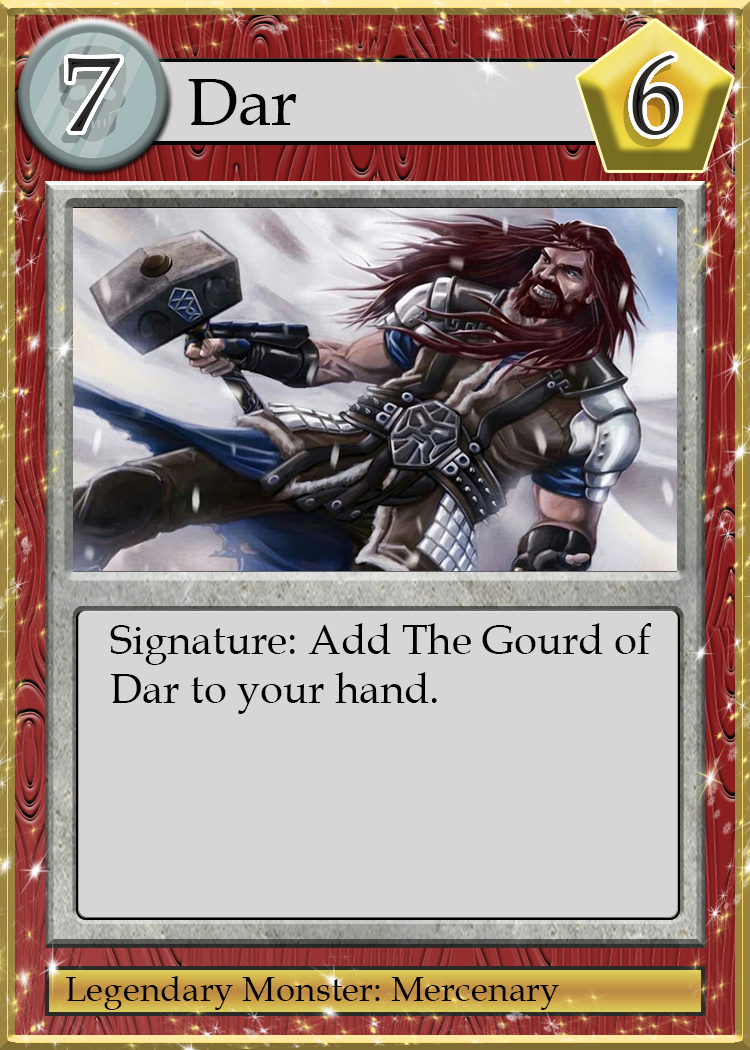 7
Dar
6
Signature: Add The Gourd of
Dar to your hand.
Legendary Monster: Mercenary